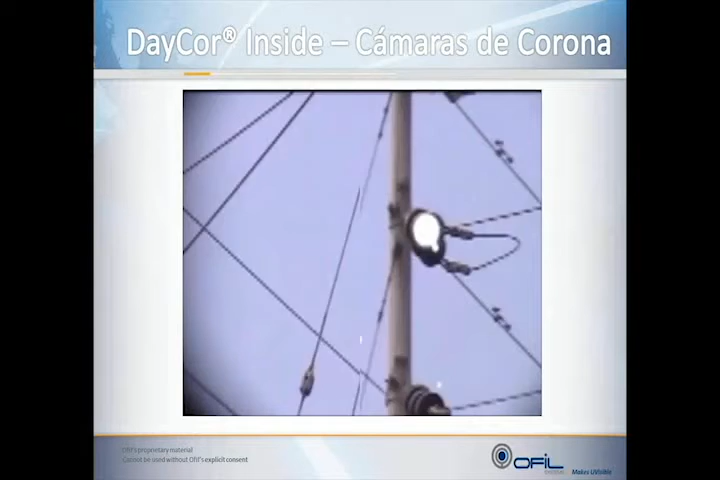 DayCor® Inside – Cámaras de Corona
Ofil's proprietary material
Cannot be used without Ofil's explicit consent
OFIL
Makes UVisible